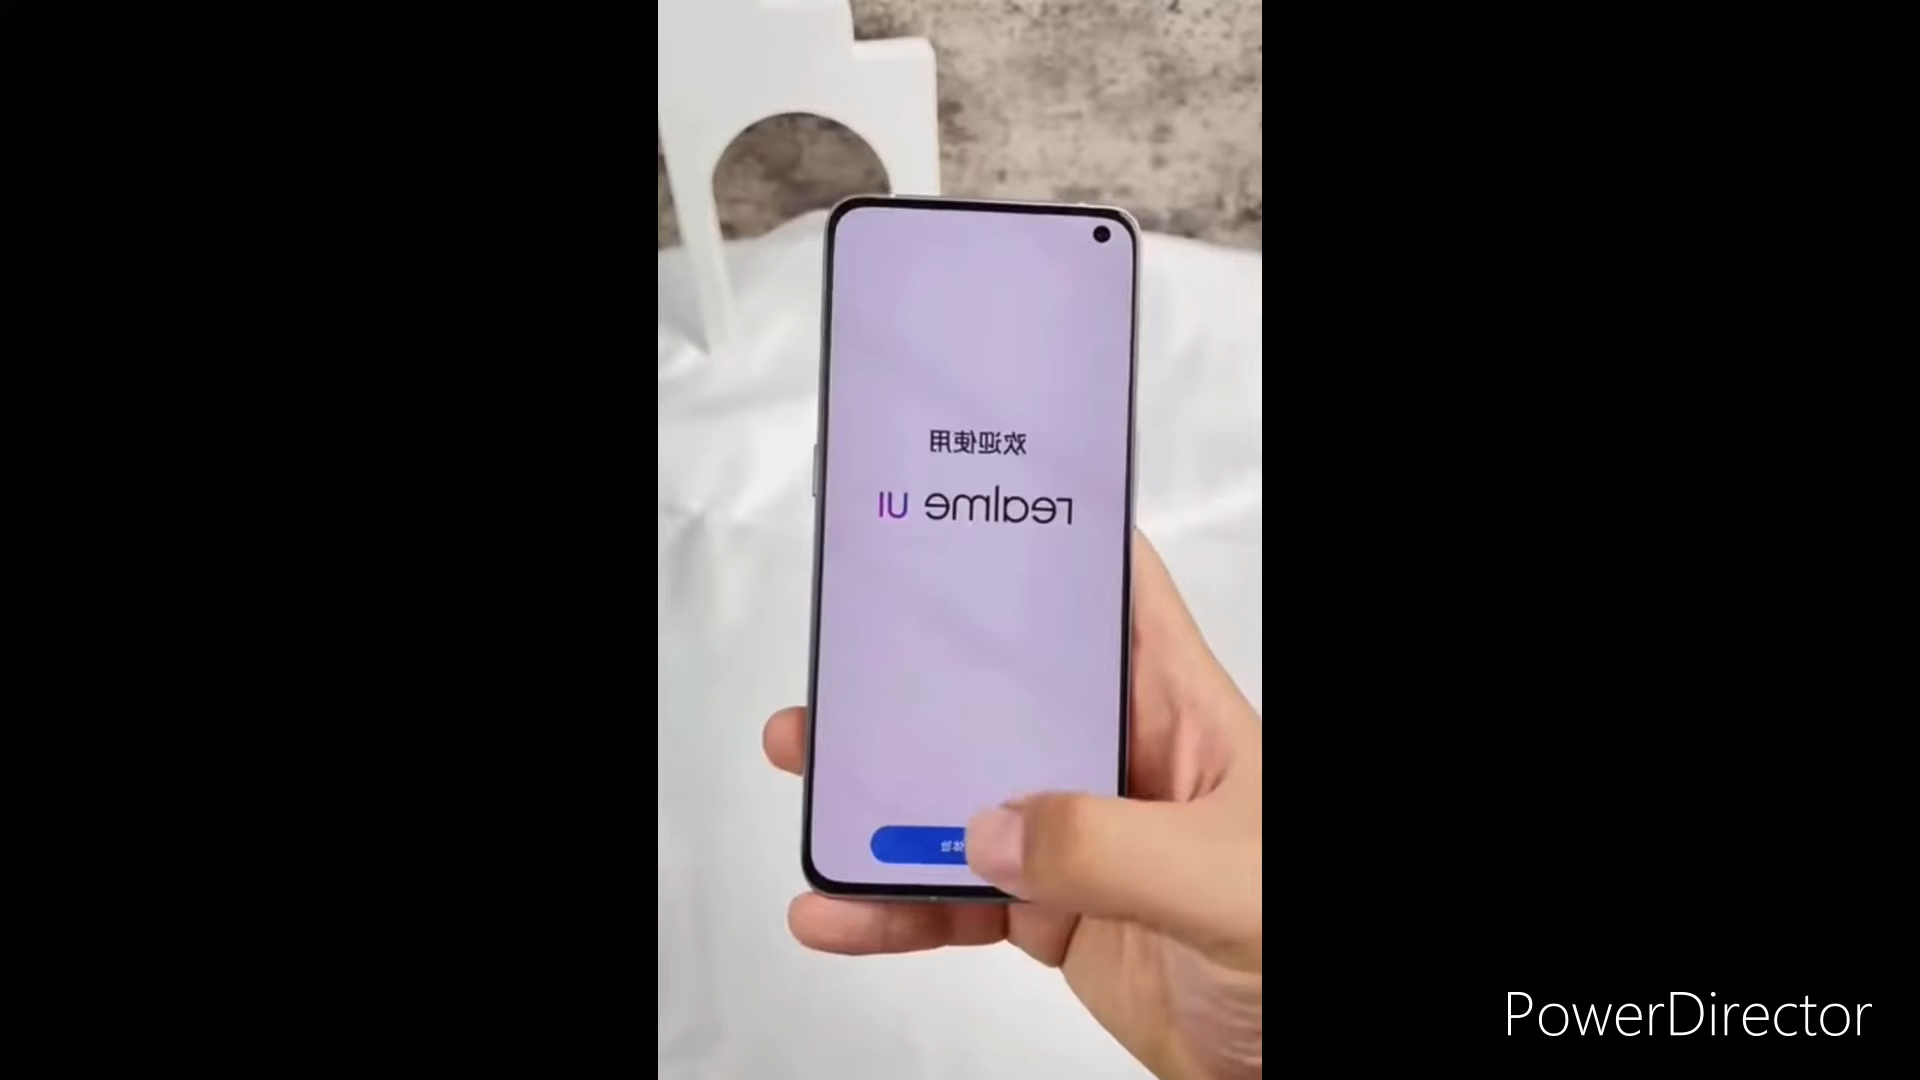 欢迎使用
realme UI
PowerDirector